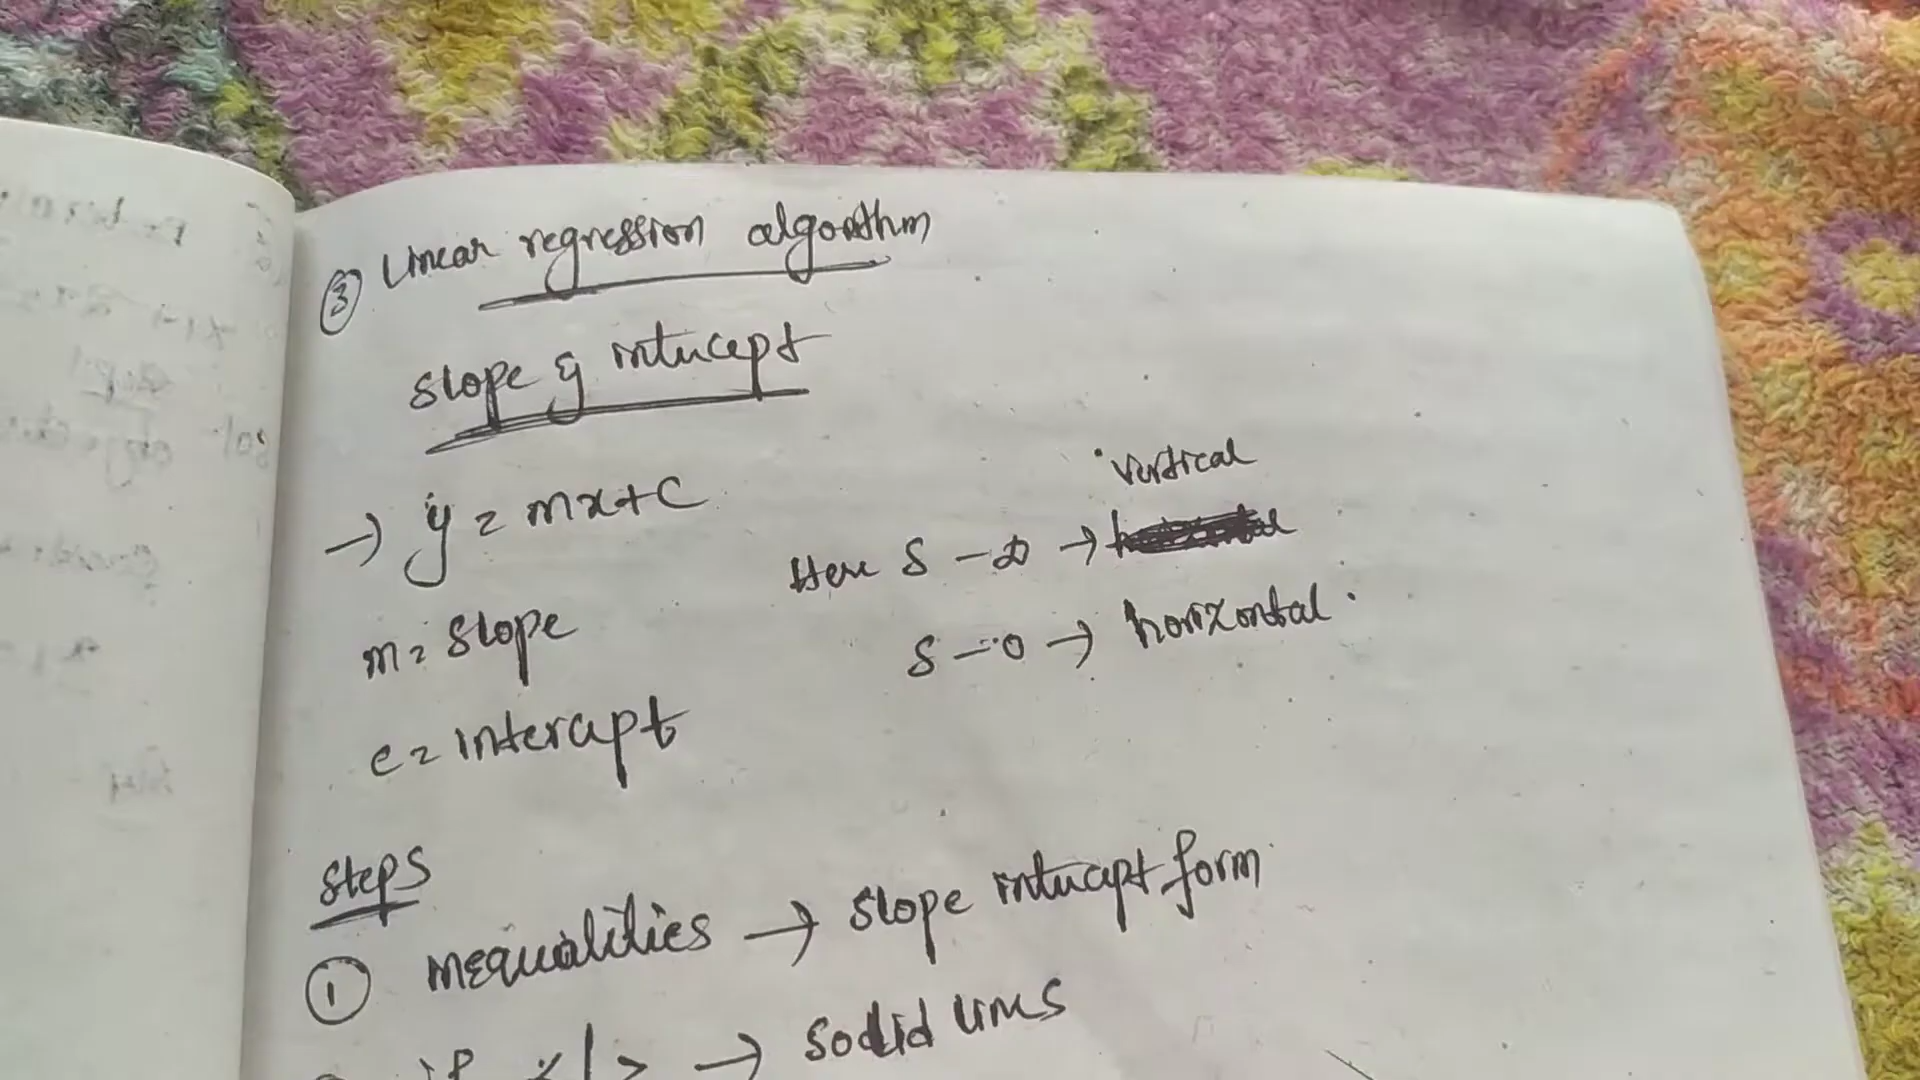 ③ Linear regression algorithm
slope & intercept
→ y = mx+c
m = slope
c = intercept
vertical
Here S - ∞ →
S - 0 → horizontal.
Steps
① inequalities → slope intercept form
if → solid lines